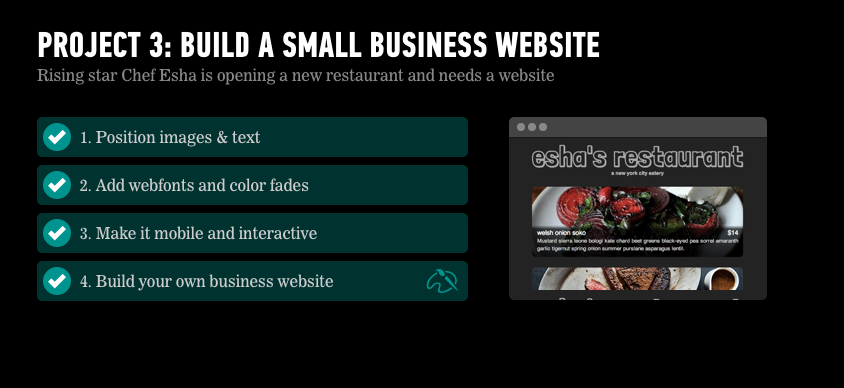 PROJECT 3: BUILD A SMALL BUSINESS WEBSITE
Rising star Chef Esha is opening a new restaurant and needs a website
1. Position images & text
2. Add webfonts and color fades
3. Make it mobile and interactive
4. Build your own business website
esha's restaurant
a new york city eatery
welsh onion soko $14
Mustard sierra leone bologi kale chard beet greens black-eyed pea sorrel amaranth
garlic tigernut spring onion summer purslane asparagus lentil.